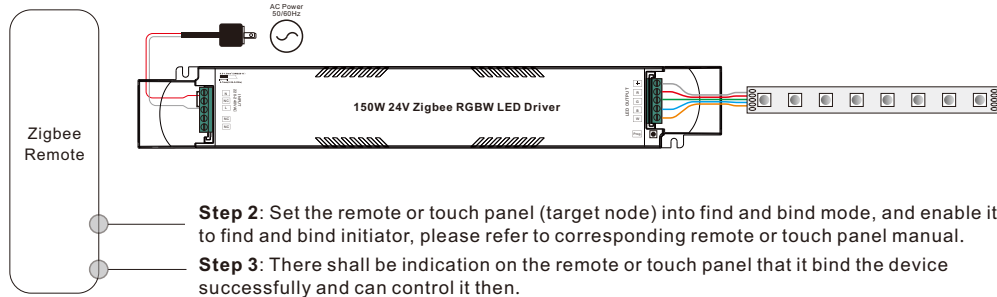 AC Power
50/60Hz
150W 24V Zigbee RGBW LED Driver
LED OUTPUT
R
G
B
W
Zigbee
Remote
Step 2: Set the remote or touch panel (target node) into find and bind mode, and enable it
to find and bind initiator, please refer to corresponding remote or touch panel manual.
Step 3: There shall be indication on the remote or touch panel that it bind the device
successfully and can control it then.